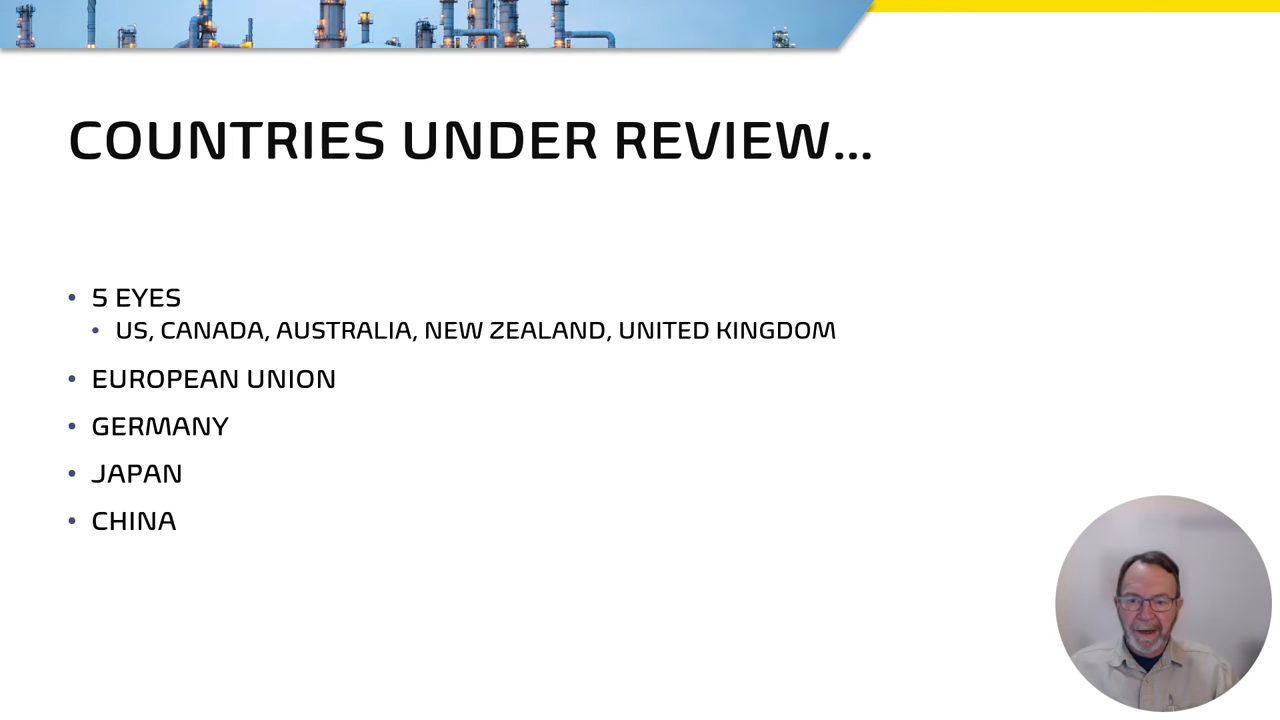 COUNTRIES UNDER REVIEW...
• 5 EYES
• US, CANADA, AUSTRALIA, NEW ZEALAND, UNITED KINGDOM
• EUROPEAN UNION
• GERMANY
• JAPAN
• CHINA